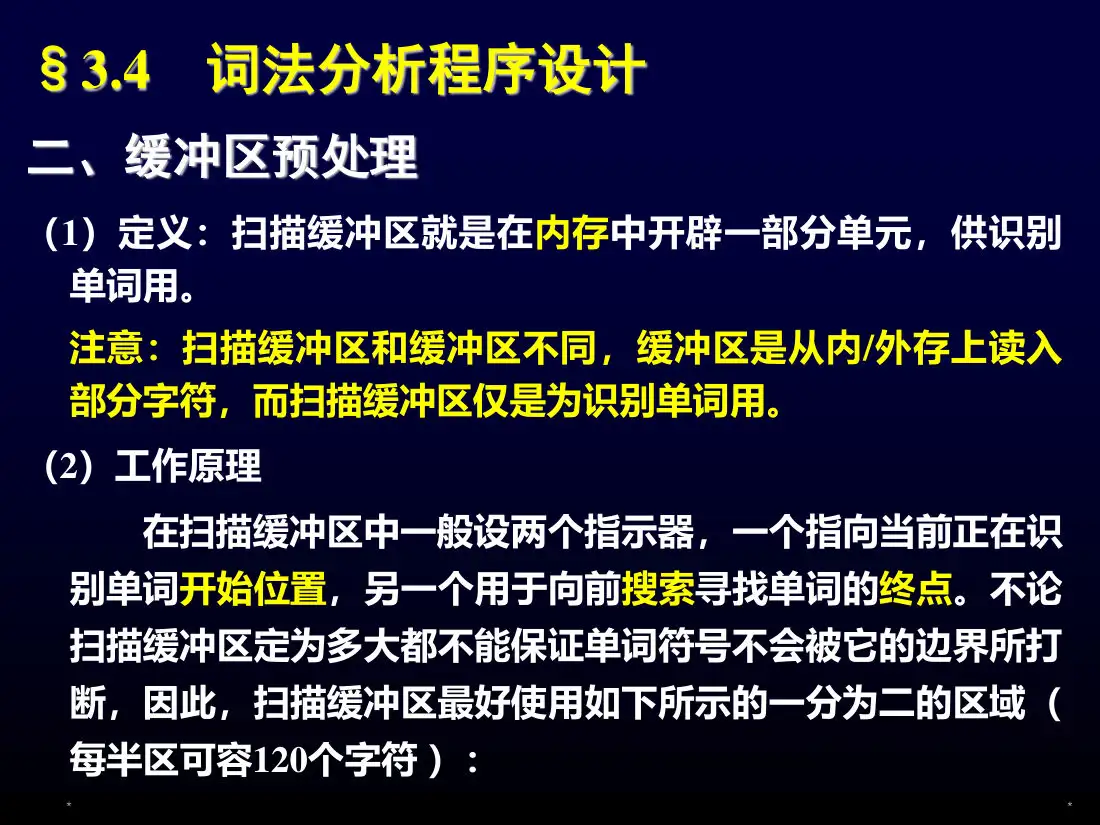 §3.4 词法分析程序设计
二、缓冲区预处理
（1）定义：扫描缓冲区就是在内存中开辟一部分单元，供识别
单词用。
注意：扫描缓冲区和缓冲区不同，缓冲区是从内/外存上读入
部分字符，而扫描缓冲区仅是为识别单词用。
（2）工作原理
在扫描缓冲区中一般设两个指示器，一个指向当前正在识
别单词开始位置，另一个用于向前搜索寻找单词的终点。不论
扫描缓冲区定为多大都不能保证单词符号不会被它的边界所打
断，因此，扫描缓冲区最好使用如下所示的一分为二的区域（
每半区可容120个字符 ）：
* *